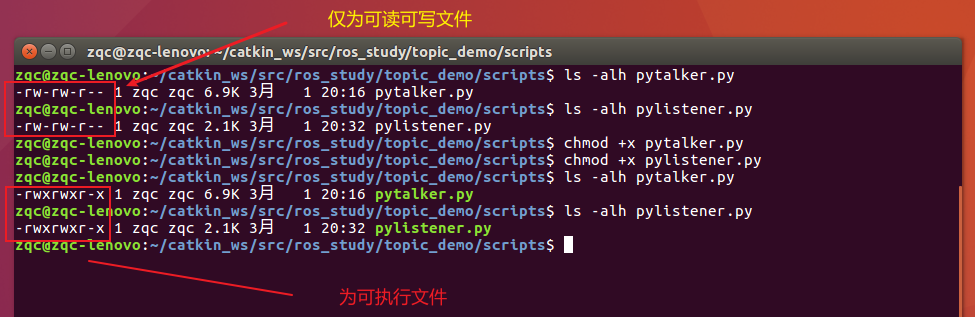 仅为可读可写文件
zqc@zqc-lenovo: ~/catkin_ws/src/ros_study/topic_demo/scripts
zqc@zqc-lenovo:~/catkin_ws/src/ros_study/topic_demo/scripts$ ls -alh pytalker.py
-rw-rw-r-- 1 zqc zqc 6.9K 3月   1 20:16 pytalker.py
zqc@zqc-lenovo:~/catkin_ws/src/ros_study/topic_demo/scripts$ ls -alh pylistener.py
-rw-rw-r-- 1 zqc zqc 2.1K 3月   1 20:32 pylistener.py
zqc@zqc-lenovo:~/catkin_ws/src/ros_study/topic_demo/scripts$ chmod +x pytalker.py
zqc@zqc-lenovo:~/catkin_ws/src/ros_study/topic_demo/scripts$ chmod +x pylistener.py
zqc@zqc-lenovo:~/catkin_ws/src/ros_study/topic_demo/scripts$ ls -alh pytalker.py
-rwxrwxr-x 1 zqc zqc 6.9K 3月   1 20:16 pytalker.py
zqc@zqc-lenovo:~/catkin_ws/src/ros_study/topic_demo/scripts$ ls -alh pylistener.py
-rwxrwxr-x 1 zqc zqc 2.1K 3月   1 20:32 pylistener.py
zqc@zqc-lenovo:~/catkin_ws/src/ros_study/topic_demo/scripts$
为可执行文件